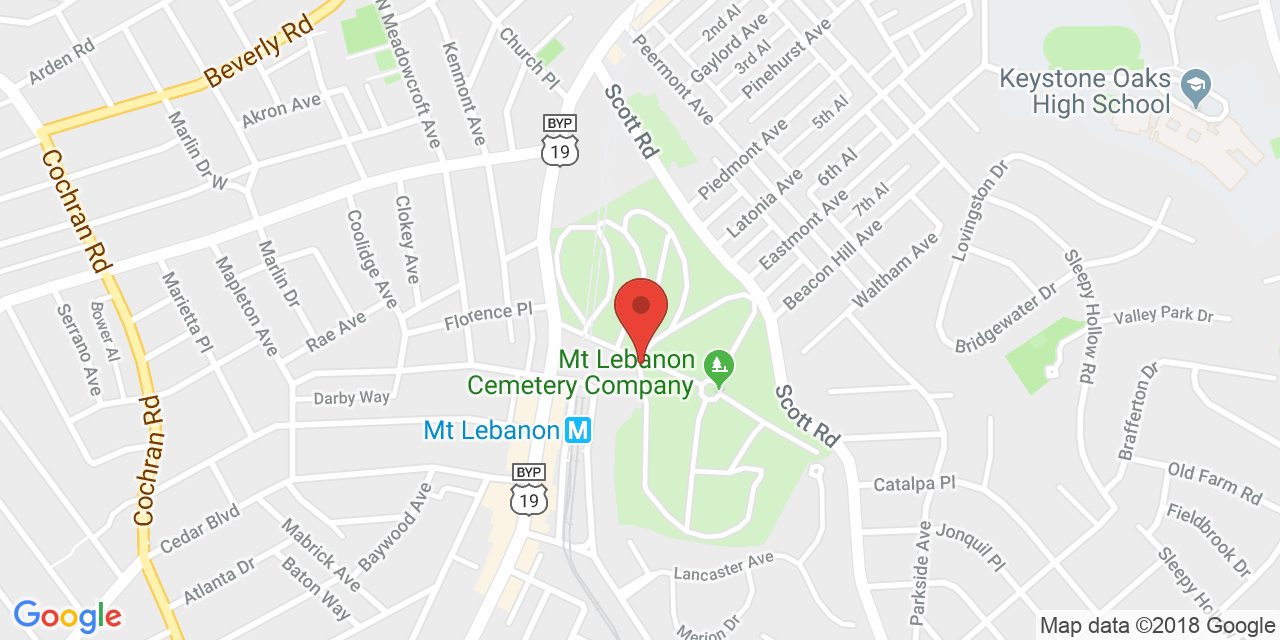 2nd Al
Gaylord Ave
3rd Al
Pinehurst Ave
Permont Ave
5th Al
Arden Rd
Beverly Rd
N Meadowcroft Ave
Kenmont Ave
Church Pl
Scott Rd
Keystone Oaks
High School
Akron Ave
Marlin Dr W
BYP
19
Piedmont Ave
6th Al
Latonia Ave
7th Al
Eastmont Ave
Beacon Hill Ave
Waltham Ave
Lovingston Dr
Cochran Rd
Clokey Ave
Coolidge Ave
Marlin Dr
Mapleton Ave
Marietta Pl
Bower Al
Serrano Ave
Rae Ave
Florence Pl
Sleepy Hollow Rd
Bridgewater Dr
Valley Park Dr
Mt Lebanon
Cemetery Company
Darby Way
Mt Lebanon M
Scott Rd
Brafferton Dr
Cochran Rd
BYP
19
Catalpa Pl
Old Farm Rd
Fieldbrook Dr
Cedar Blvd
Mabrick Ave
Baywood Ave
Jonquil Pl
Parkside Ave
Atlanta Dr
Baton Way
Lancaster Ave
Merion Dr
Sleepy Hollo
Google
Map data ©2018 Google